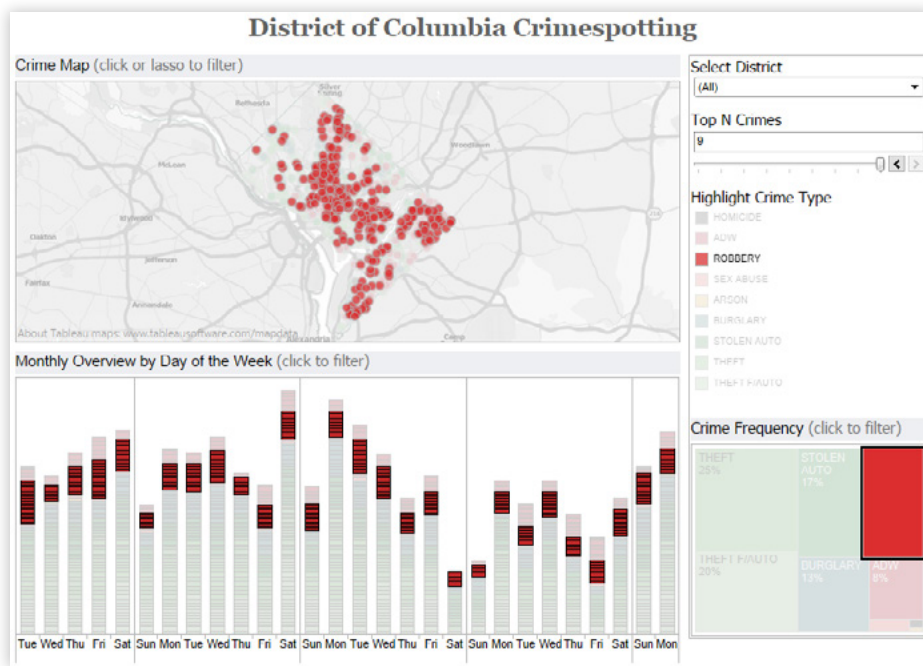 District of Columbia Crimespotting
Crime Map (click or lasso to filter)
Silver Spring
Bethesda
McLean
Woodlawn
Oakton
Jefferson
Fairfax
Annandale
Alexandria
Camp
About Tableau maps: www.tableausoftware.com/mapdata
Select District
(All)
Top N Crimes
9
Highlight Crime Type
HOMICIDE
ADW
ROBBERY
SEX ABUSE
ARSON
BURGLARY
STOLEN AUTO
THEFT
THEFT F/AUTO
Monthly Overview by Day of the Week (click to filter)
Tue Wed Thu Fri Sat Sun Mon Tue Wed Thu Fri Sat Sun Mon Tue Wed Thu Fri Sat Sun Mon Tue Wed Thu Fri Sat Sun Mon
Crime Frequency (click to filter)
THEFT
25%
STOLEN
AUTO
17%
THEFT F/AUTO
20%
BURGLARY
13%
ADW
8%